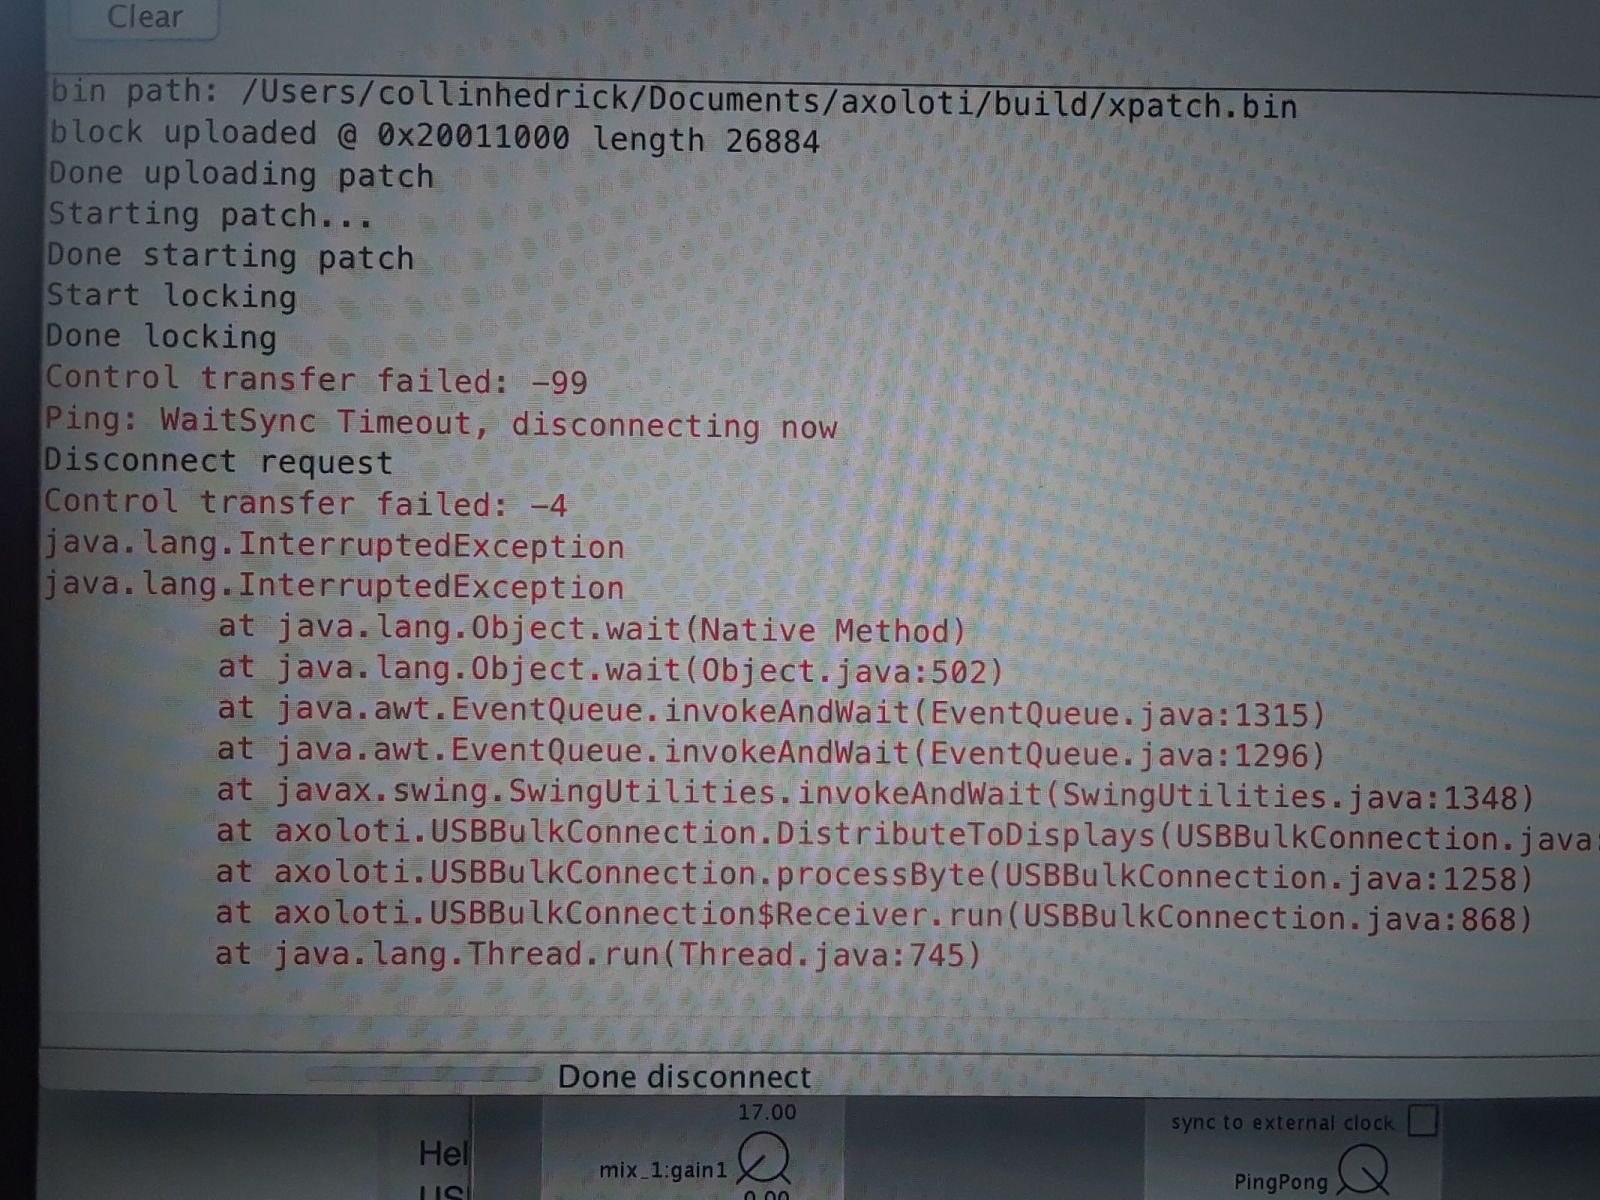 Clear
bin path: /Users/collinhedrick/Documents/axoloti/build/xpatch.bin
block uploaded @ 0x20011000 length 26884
Done uploading patch
Starting patch...
Done starting patch
Start locking
Done locking
Control transfer failed: -99
Ping: WaitSync Timeout, disconnecting now
Disconnect request
Control transfer failed: -4
java.lang.InterruptedException
java.lang.InterruptedException
at java.lang.Object.wait(Native Method)
at java.lang.Object.wait(Object.java:502)
at java.awt.EventQueue.invokeAndWait(EventQueue.java:1315)
at java.awt.EventQueue.invokeAndWait(EventQueue.java:1296)
at javax.swing.SwingUtilities.invokeAndWait(SwingUtilities.java:1348)
at axoloti.USBBulkConnection.DistributeToDisplays(USBBulkConnection.java:
at axoloti.USBBulkConnection.processByte(USBBulkConnection.java:1258)
at axoloti.USBBulkConnection$Receiver.run(USBBulkConnection.java:868)
at java.lang.Thread.run(Thread.java:745)
Done disconnect
17.00
sync to external clock
Hel
mix_1:gain1
PingPong
0.00